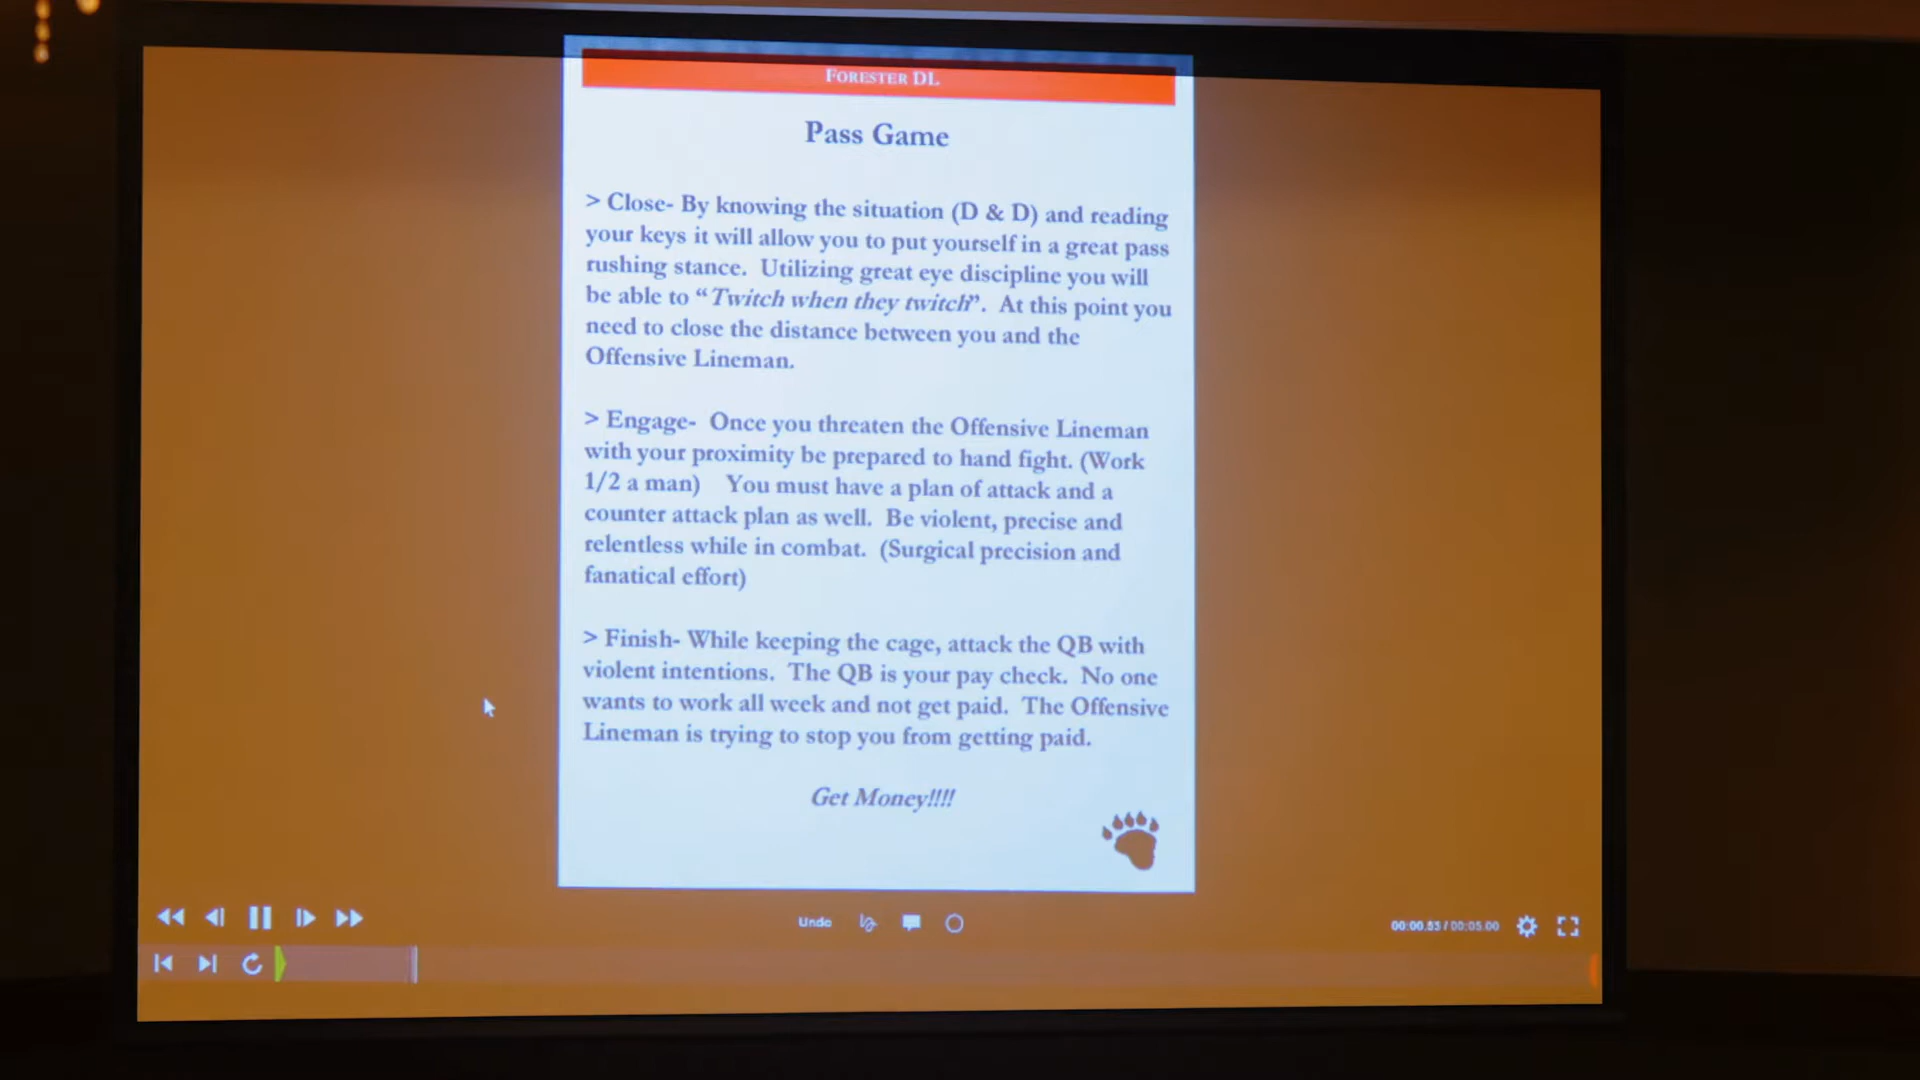 FORESTER DL
Pass Game
> Close- By knowing the situation (D & D) and reading
your keys it will allow you to put yourself in a great pass
rushing stance. Utilizing great eye discipline you will
be able to “Twitch when they twitch”. At this point you
need to close the distance between you and the
Offensive Lineman.
> Engage- Once you threaten the Offensive Lineman
with your proximity be prepared to hand fight. (Work
1/2 a man) You must have a plan of attack and a
counter attack plan as well. Be violent, precise and
relentless while in combat. (Surgical precision and
fanatical effort)
> Finish- While keeping the cage, attack the QB with
violent intentions. The QB is your pay check. No one
wants to work all week and not get paid. The Offensive
Lineman is trying to stop you from getting paid.
Get Money!!!!
Undo
00:00.53 / 00:05.00